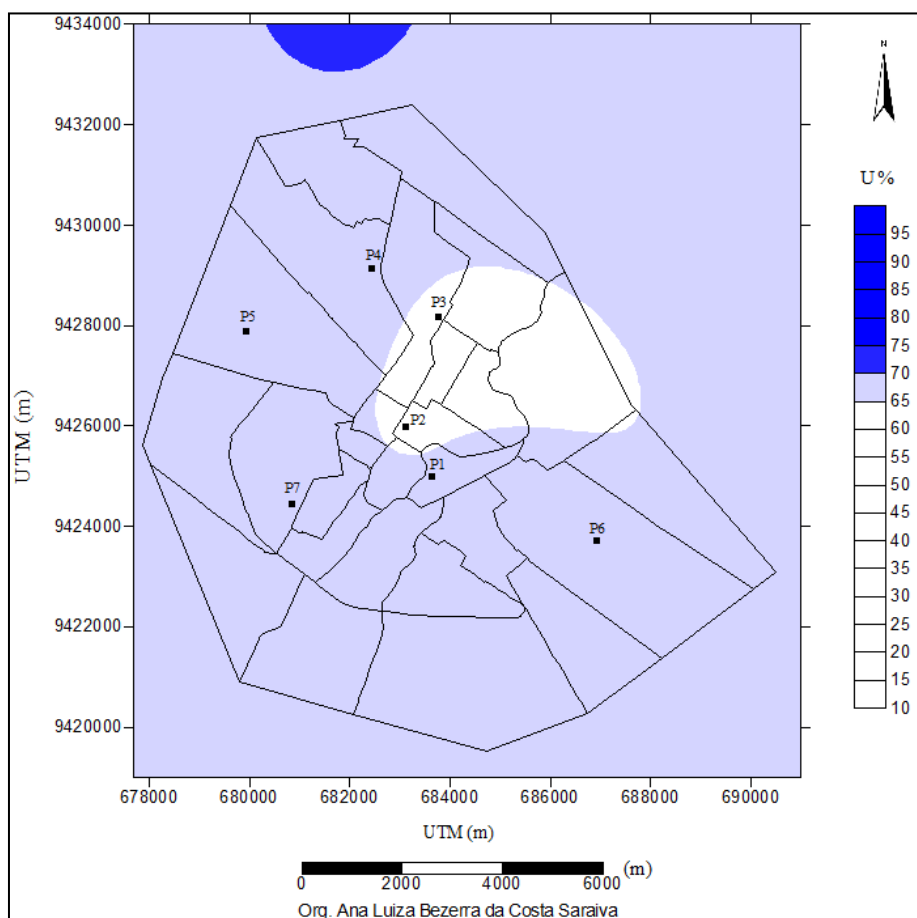 9434000
N
9432000
U%
95
9430000
90
P4
85
80
P3
P5
9428000
75
70
65
UTM (m)
9426000
P2
60
55
P1
50
P7
45
9424000
P6
40
35
30
9422000
25
20
15
9420000
10
678000 680000 682000 684000 686000 688000 690000
UTM (m)
(m)
0 2000 4000 6000
Org. Ana Luiza Bezerra da Costa Saraiva